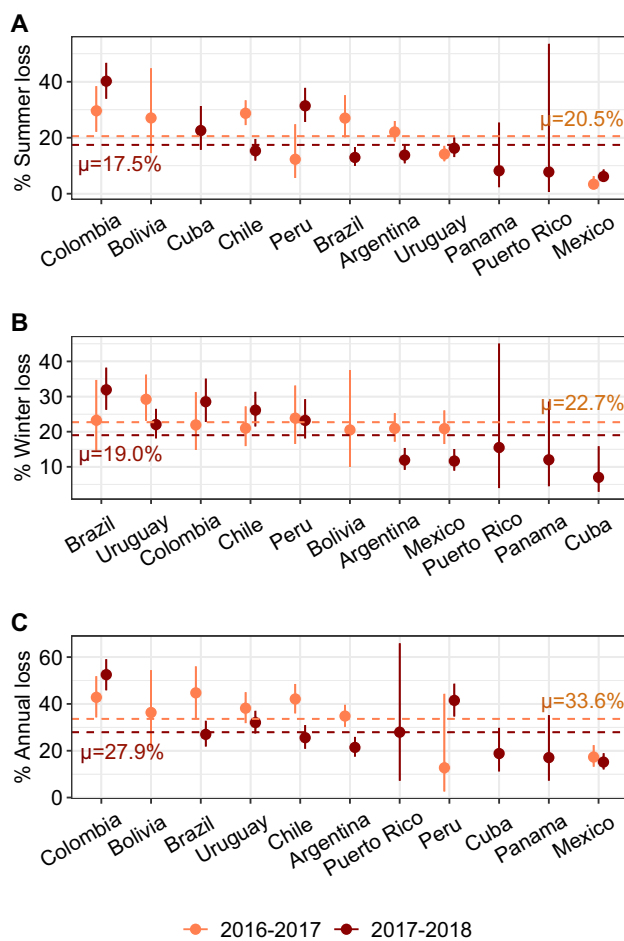 A
% Summer loss
40
20
0
μ=20.5%
μ=17.5%
Colombia
Bolivia
Cuba
Chile
Peru
Brazil
Argentina
Uruguay
Panama
Puerto Rico
Mexico
B
% Winter loss
40
30
20
10
μ=22.7%
μ=19.0%
Brazil
Uruguay
Colombia
Chile
Peru
Bolivia
Argentina
Mexico
Puerto Rico
Panama
Cuba
C
% Annual loss
60
40
20
0
μ=33.6%
μ=27.9%
Colombia
Bolivia
Brazil
Uruguay
Chile
Argentina
Puerto Rico
Peru
Cuba
Panama
Mexico
2016-2017 2017-2018